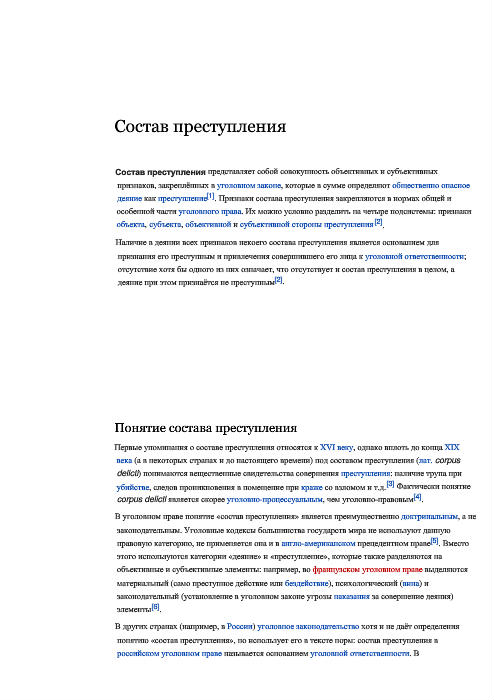 Состав преступления
Состав преступления представляет собой совокупность объективных и субъективных
признаков, закреплённых в уголовном законе, которые в сумме определяют общественно опасное
деяние как преступление[1]. Признаки состава преступления закрепляются в нормах общей и
особенной части уголовного права. Их можно условно разделить на четыре подсистемы: признаки
объекта, субъекта, объективной и субъективной стороны преступления[2].
Наличие в деянии всех признаков некоего состава преступления является основанием для
признания его преступным и привлечения совершившего его лица к уголовной ответственности;
отсутствие хотя бы одного из них означает, что отсутствует и состав преступления в целом, а
деяние при этом признаётся не преступным[2].
Понятие состава преступления
Первые упоминания о составе преступления относятся к XVI веку, однако вплоть до конца XIX
века (а в некоторых странах и до настоящего времени) под составом преступления (лат. corpus
delicti) понимаются вещественные свидетельства совершения преступления: наличие трупа при
убийстве, следов проникновения в помещение при краже со взломом и т.д.[3] Фактически понятие
corpus delicti является скорее уголовно-процессуальным, чем уголовно-правовым[4].
В уголовном праве понятие «состав преступления» является преимущественно доктринальным, а не
законодательным. Уголовные кодексы большинства государств мира не используют данную
правовую категорию, не применяется она и в англо-американском прецедентном праве[5]. Вместо
этого используются категории «деяние» и «преступление», которые также разделяются на
объективные и субъективные элементы: например, во французском уголовном праве выделяются
материальный (само преступное действие или бездействие), психологический (вина) и
законодательный (установление в уголовном законе угрозы наказания за совершение деяния)
элементы[6].
В других странах (например, в России) уголовное законодательство хотя и не даёт определения
понятию «состав преступления», но использует его в тексте норм: состав преступления в
российском уголовном праве называется основанием уголовной ответственности. В